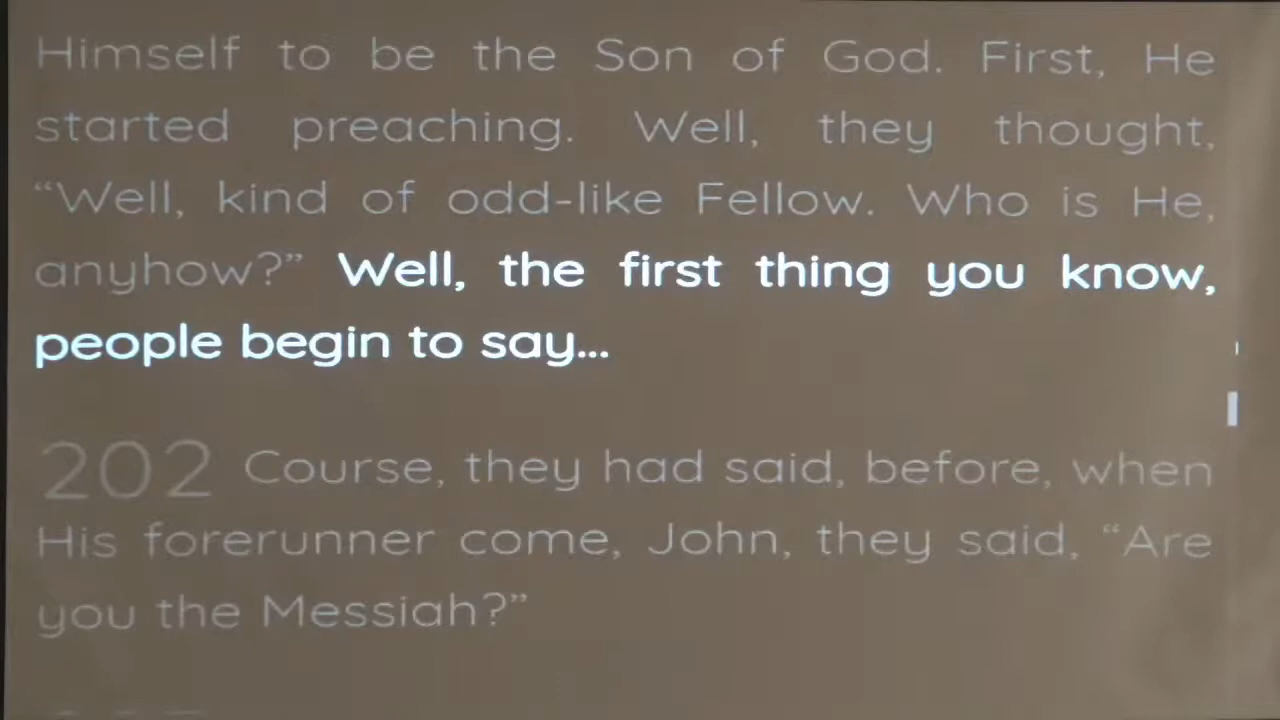 Himself to be the Son of God. First, He
started preaching. Well, they thought,
“Well, kind of odd-like Fellow. Who is He,
anyhow?” Well, the first thing you know,
people begin to say...
202 Course, they had said, before, when
His forerunner come, John, they said, “Are
you the Messiah?”